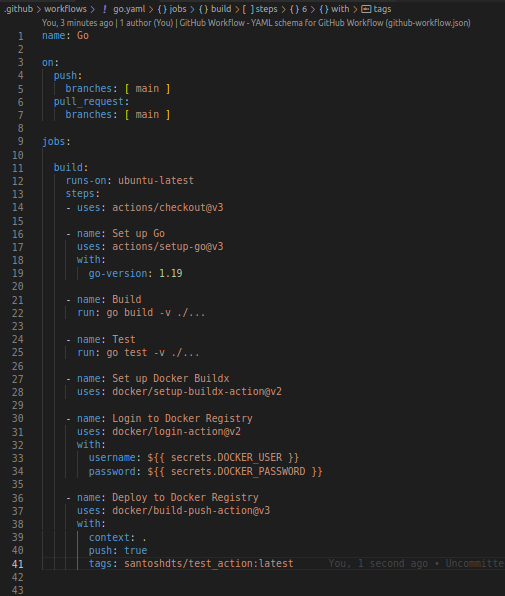 .github > workflows > ! go.yaml > {} jobs > {} build > [ ] steps > {} 6 > {} with > abc tags
You, 3 minutes ago | 1 author (You) | GitHub Workflow - YAML schema for GitHub Workflow (github-workflow.json)
1 name: Go
2
3 on:
4 push:
5 branches: [ main ]
6 pull_request:
7 branches: [ main ]
8
9 jobs:
10
11 build:
12 runs-on: ubuntu-latest
13 steps:
14 - uses: actions/checkout@v3
15
16 - name: Set up Go
17 uses: actions/setup-go@v3
18 with:
19 go-version: 1.19
20
21 - name: Build
22 run: go build -v ./...
23
24 - name: Test
25 run: go test -v ./...
26
27 - name: Set up Docker Buildx
28 uses: docker/setup-buildx-action@v2
29
30 - name: Login to Docker Registry
31 uses: docker/login-action@v2
32 with:
33 username: ${{ secrets.DOCKER_USER }}
34 password: ${{ secrets.DOCKER_PASSWORD }}
35
36 - name: Deploy to Docker Registry
37 uses: docker/build-push-action@v3
38 with:
39 context: .
40 push: true
41 tags: santoshdts/test_action:latest You, 1 second ago • Uncommitte
42
43